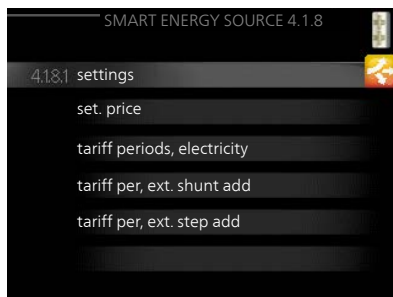 SMART ENERGY SOURCE 4.1.8
4.1.8.1 settings
set. price
tariff periods, electricity
tariff per, ext. shunt add
tariff per, ext. step add